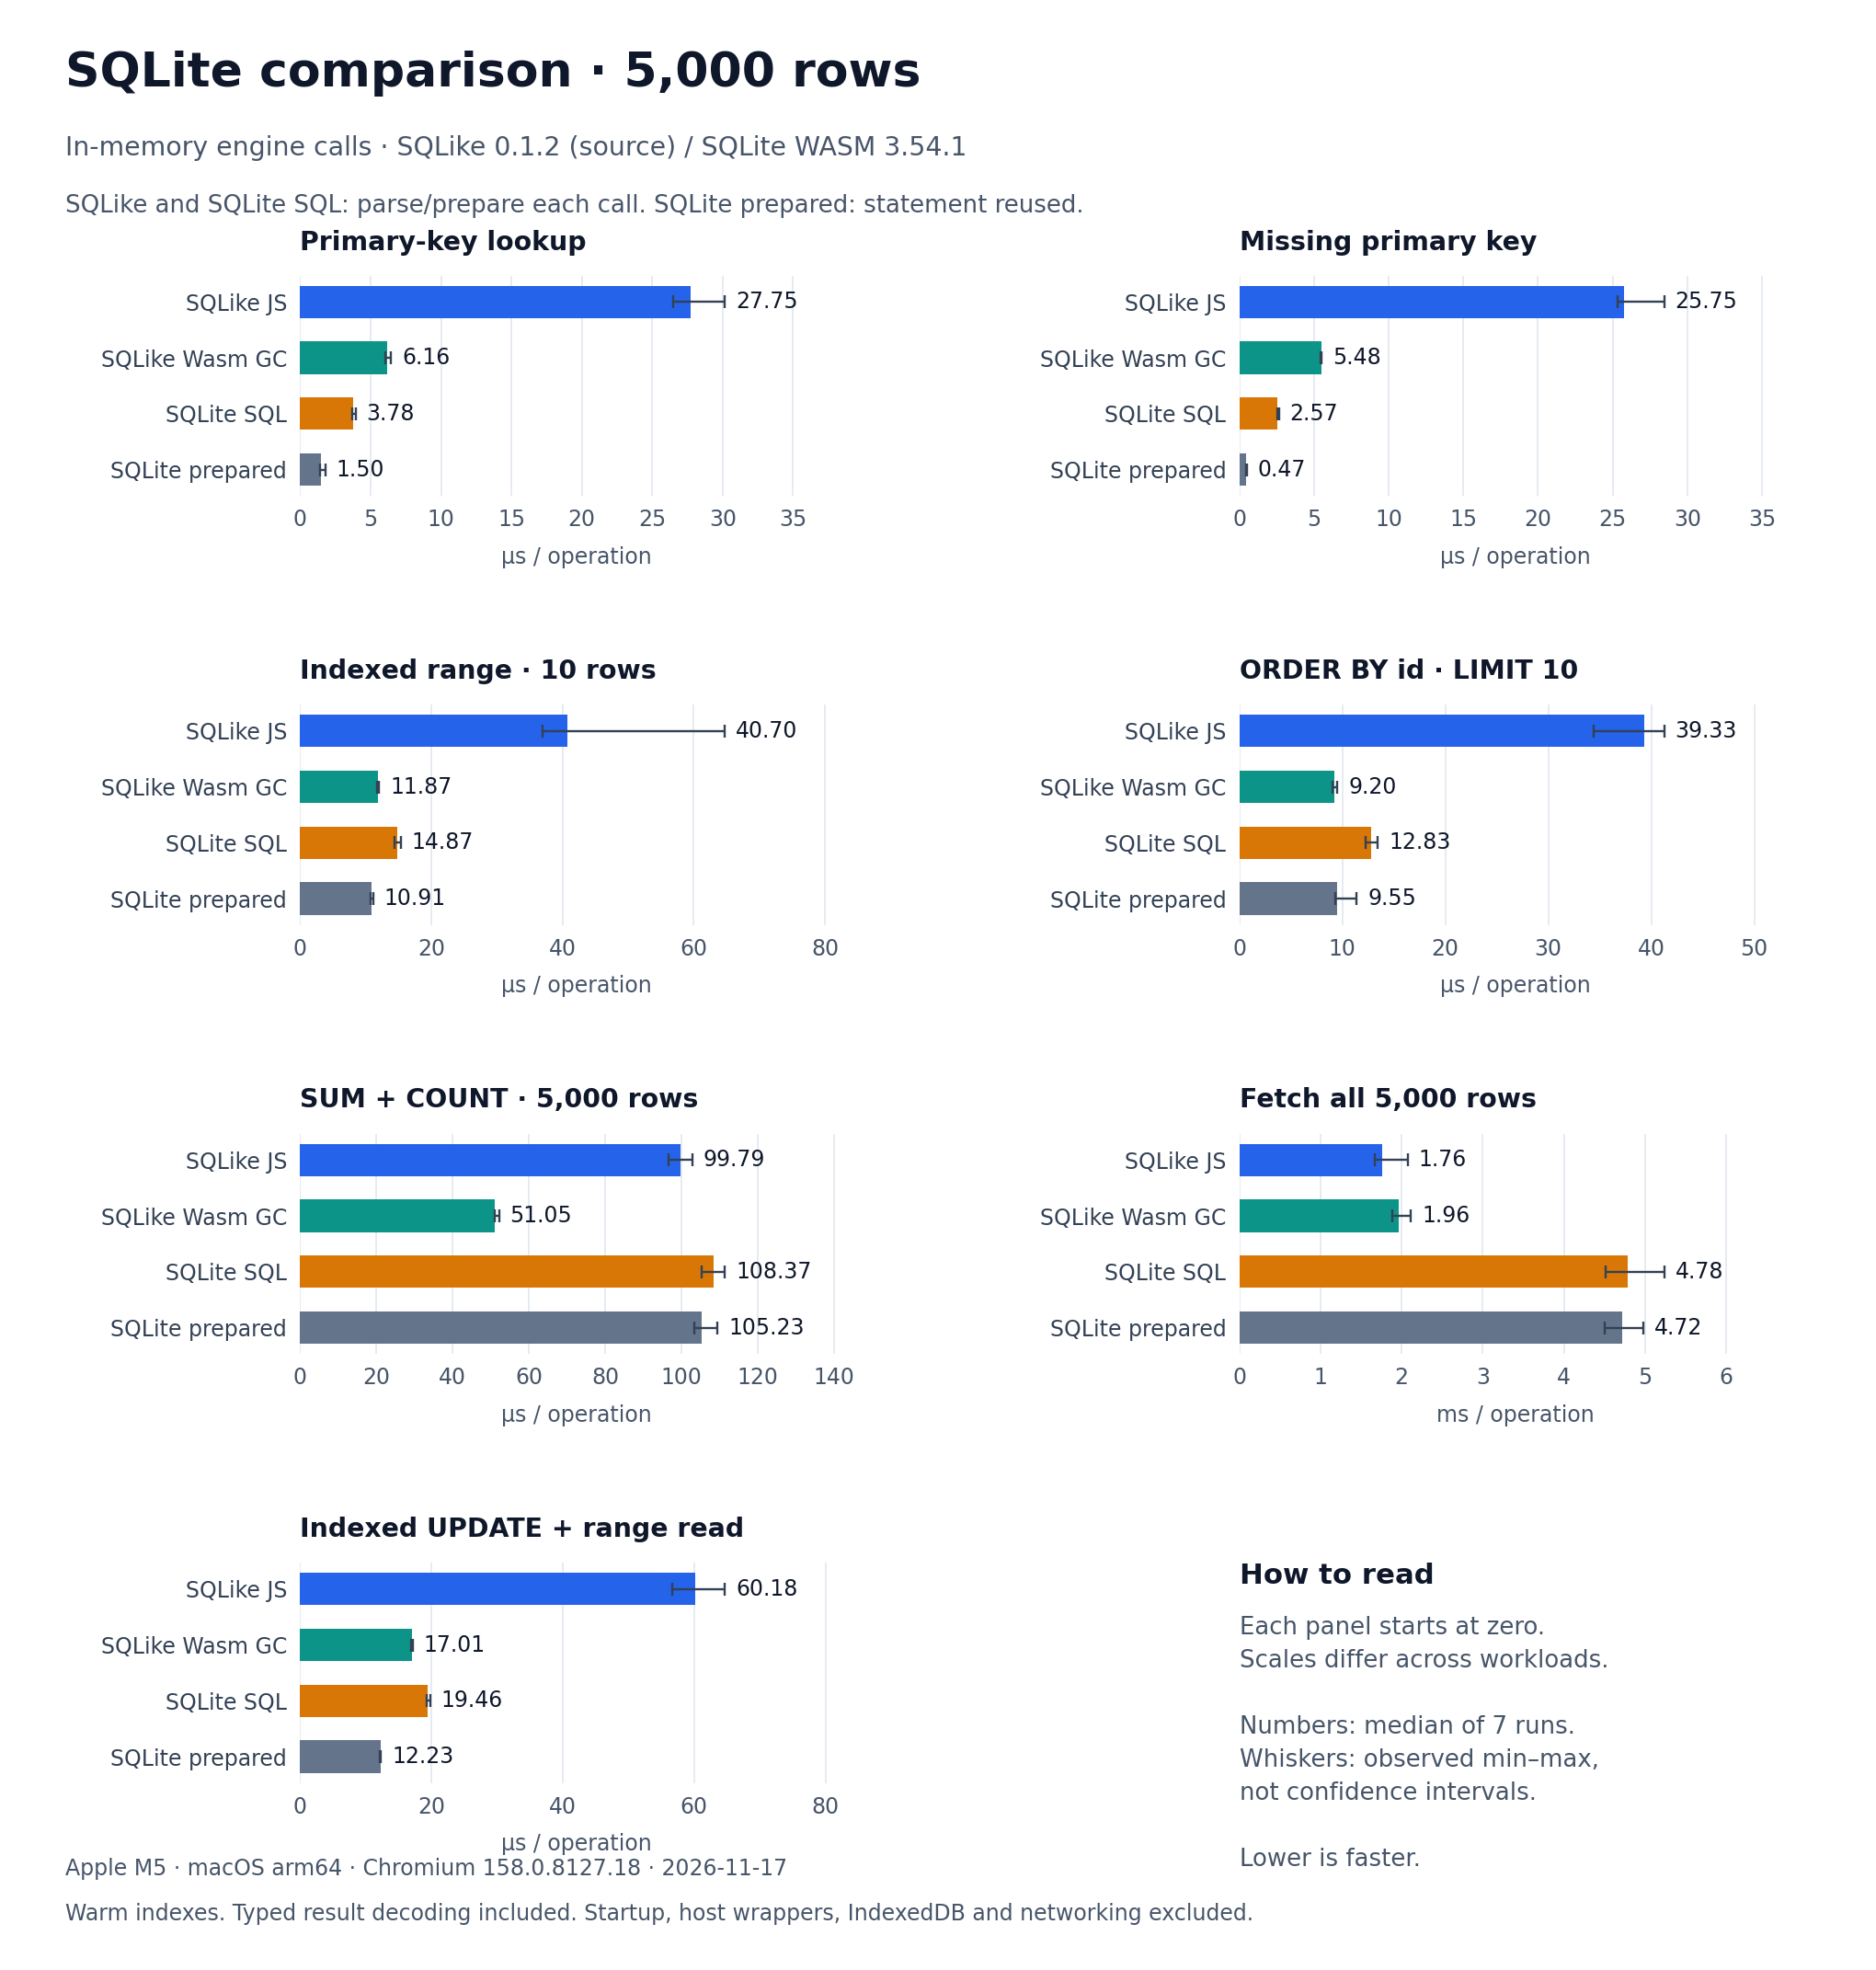 SQLite comparison · 5,000 rows
In-memory engine calls · SQLike 0.1.2 (source) / SQLite WASM 3.54.1
SQLike and SQLite SQL: parse/prepare each call. SQLite prepared: statement reused.
Primary-key lookup
SQLike JS 27.75
SQLike Wasm GC 6.16
SQLite SQL 3.78
SQLite prepared 1.50
0 5 10 15 20 25 30 35
µs / operation
Missing primary key
SQLike JS 25.75
SQLike Wasm GC 5.48
SQLite SQL 2.57
SQLite prepared 0.47
0 5 10 15 20 25 30 35
µs / operation
Indexed range · 10 rows
SQLike JS 40.70
SQLike Wasm GC 11.87
SQLite SQL 14.87
SQLite prepared 10.91
0 20 40 60 80
µs / operation
ORDER BY id · LIMIT 10
SQLike JS 39.33
SQLike Wasm GC 9.20
SQLite SQL 12.83
SQLite prepared 9.55
0 10 20 30 40 50
µs / operation
SUM + COUNT · 5,000 rows
SQLike JS 99.79
SQLike Wasm GC 51.05
SQLite SQL 108.37
SQLite prepared 105.23
0 20 40 60 80 100 120 140
µs / operation
Fetch all 5,000 rows
SQLike JS 1.76
SQLike Wasm GC 1.96
SQLite SQL 4.78
SQLite prepared 4.72
0 1 2 3 4 5 6
ms / operation
Indexed UPDATE + range read
SQLike JS 60.18
SQLike Wasm GC 17.01
SQLite SQL 19.46
SQLite prepared 12.23
0 20 40 60 80
µs / operation
How to read
Each panel starts at zero.
Scales differ across workloads.
Numbers: median of 7 runs.
Whiskers: observed min–max,
not confidence intervals.
Lower is faster.
Apple M5 · macOS arm64 · Chromium 158.0.8127.18 · 2026-11-17
Warm indexes. Typed result decoding included. Startup, host wrappers, IndexedDB and networking excluded.